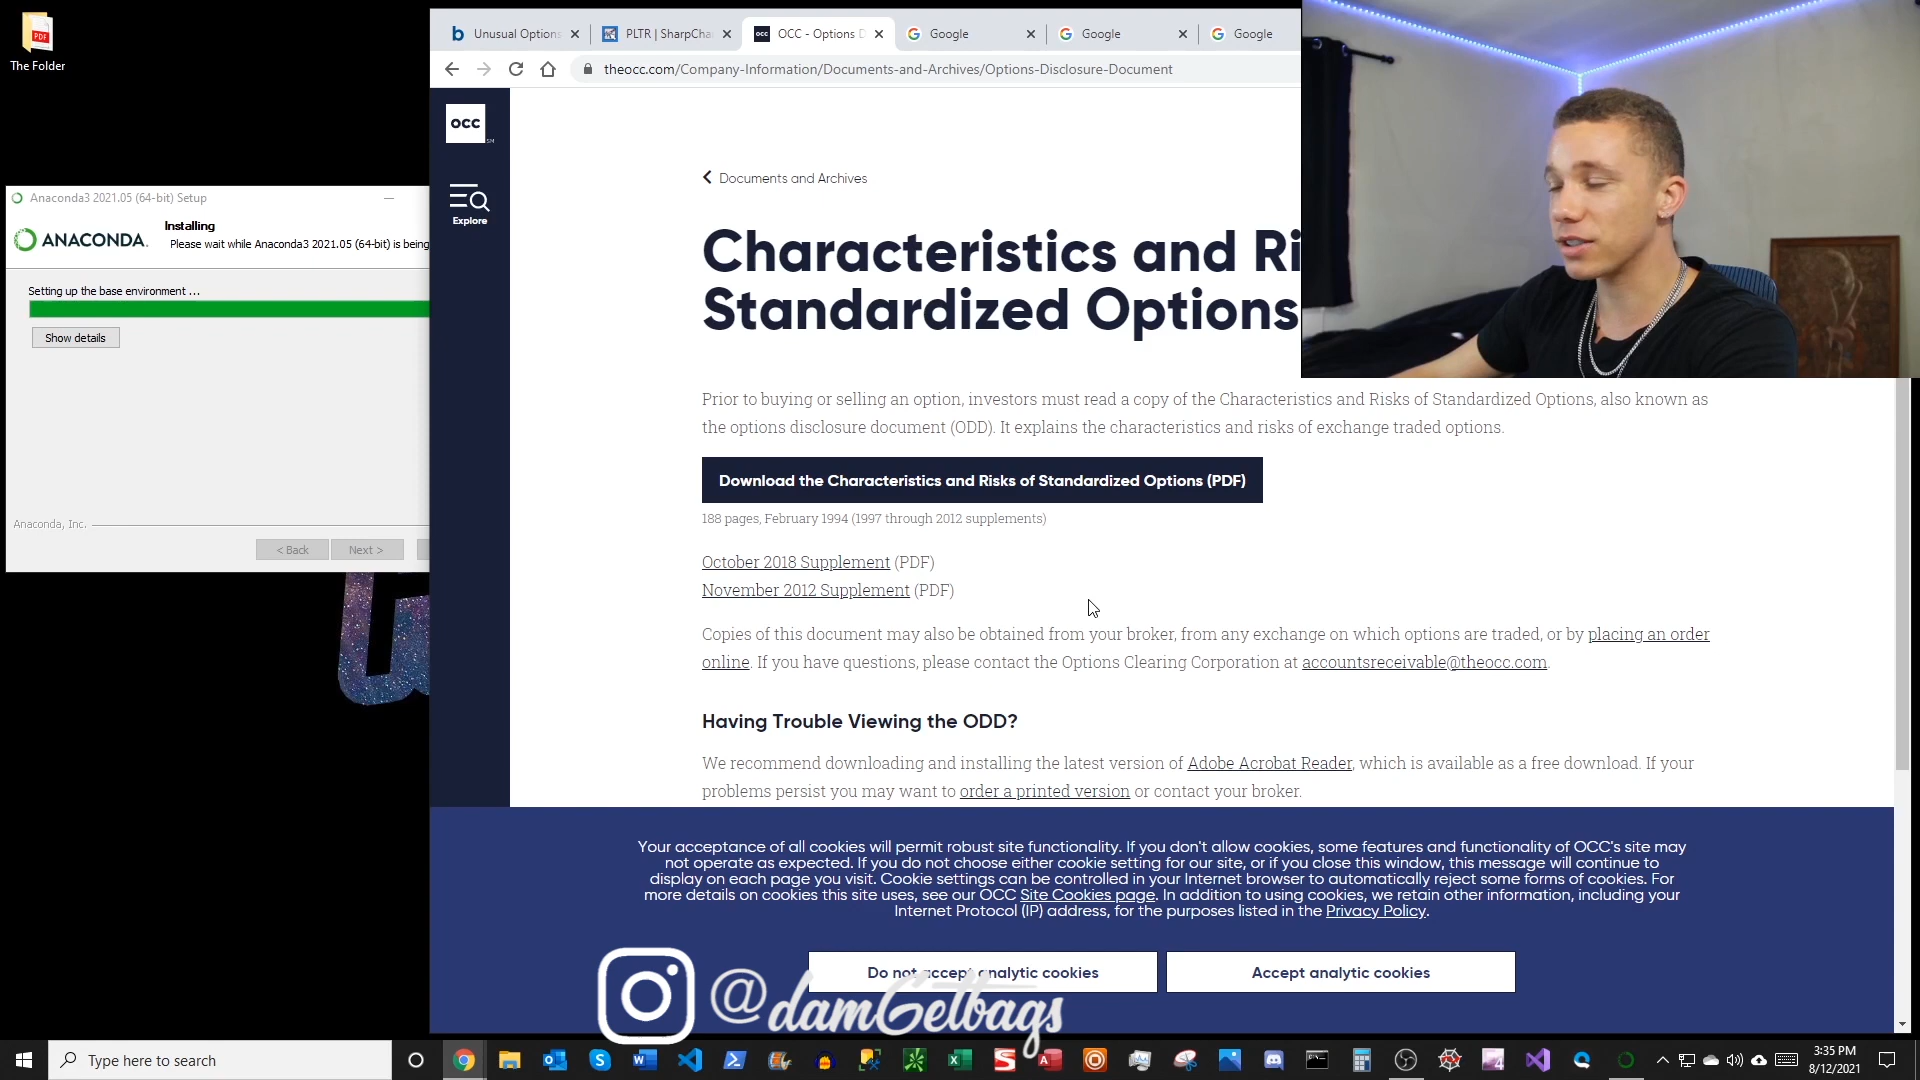 The Folder
Unusual Options
PLTR | SharpCha
OCC - Options D
Google
Google
Google
theocc.com/Company-Information/Documents-and-Archives/Options-Disclosure-Document
occ
SM
Explore
Documents and Archives
Characteristics and Ri
Standardized Options
Prior to buying or selling an option, investors must read a copy of the Characteristics and Risks of Standardized Options, also known as
the options disclosure document (ODD). It explains the characteristics and risks of exchange traded options.
Download the Characteristics and Risks of Standardized Options (PDF)
188 pages, February 1994 (1997 through 2012 supplements)
October 2018 Supplement (PDF)
November 2012 Supplement (PDF)
Copies of this document may also be obtained from your broker, from any exchange on which options are traded, or by placing an order
online. If you have questions, please contact the Options Clearing Corporation at accountsreceivable@theocc.com.
Having Trouble Viewing the ODD?
We recommend downloading and installing the latest version of Adobe Acrobat Reader, which is available as a free download. If your
problems persist you may want to order a printed version or contact your broker.
Your acceptance of all cookies will permit robust site functionality. If you don't allow cookies, some features and functionality of OCC's site may
not operate as expected. If you do not choose either cookie setting for our site, or if you close this window, this message will continue to
display on each page you visit. Cookie settings can be controlled in your Internet browser to automatically reject some forms of cookies. For
more details on cookies this site uses, see our OCC Site Cookies page. In addition to using cookies, we retain other information, including your
Internet Protocol (IP) address, for the purposes listed in the Privacy Policy.
Do not accept analytic cookies
Accept analytic cookies
@damGetbags
Anaconda3 2021.05 (64-bit) Setup
Installing
ANACONDA.
Please wait while Anaconda3 2021.05 (64-bit) is being
Setting up the base environment ...
Show details
Anaconda, Inc.
< Back
Next >
Type here to search
3:35 PM
8/12/2021